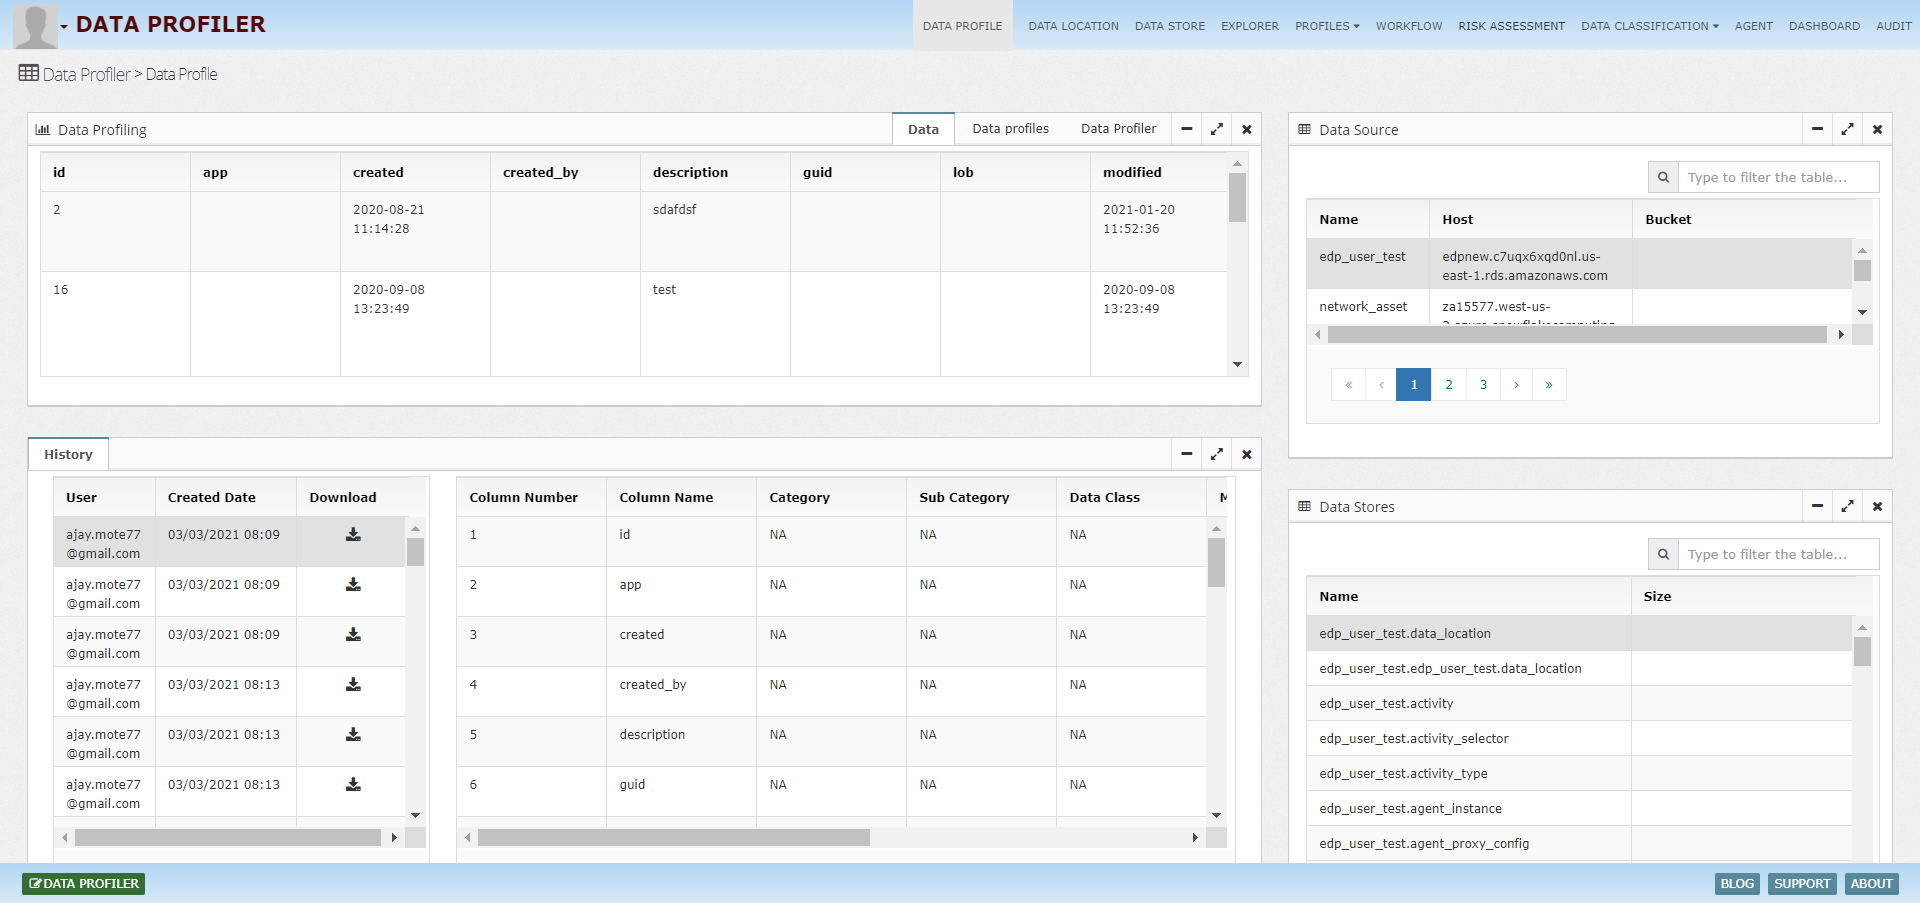 DATA PROFILER
DATA PROFILE DATA LOCATION DATA STORE EXPLORER PROFILES WORKFLOW RISK ASSESSMENT DATA CLASSIFICATION AGENT DASHBOARD AUDIT
Data Profiler > Data Profile
Data Profiling Data Data profiles Data Profiler
id app created created_by description guid lob modified
2 2020-08-21 sdafdsf 2021-01-20
11:14:28 11:52:36
16 2020-09-08 test 2020-09-08
13:23:49 13:23:49
Data Source
Type to filter the table...
Name Host Bucket
edp_user_test edpnew.c7uqx6xqd0nl.us-
east-1.rds.amazonaws.com
network_asset za15577.west-us-
« ‹ 1 2 3 › »
History
User Created Date Download
ajay.mote77 03/03/2021 08:09
@gmail.com
ajay.mote77 03/03/2021 08:09
@gmail.com
ajay.mote77 03/03/2021 08:09
@gmail.com
ajay.mote77 03/03/2021 08:13
@gmail.com
ajay.mote77 03/03/2021 08:13
@gmail.com
ajay.mote77 03/03/2021 08:13
@gmail.com
Column Number Column Name Category Sub Category Data Class
1 id NA NA NA
2 app NA NA NA
3 created NA NA NA
4 created_by NA NA NA
5 description NA NA NA
6 guid NA NA NA
Data Stores
Type to filter the table...
Name Size
edp_user_test.data_location
edp_user_test.edp_user_test.data_location
edp_user_test.activity
edp_user_test.activity_selector
edp_user_test.activity_type
edp_user_test.agent_instance
edp_user_test.agent_proxy_config
DATA PROFILER
BLOG SUPPORT ABOUT